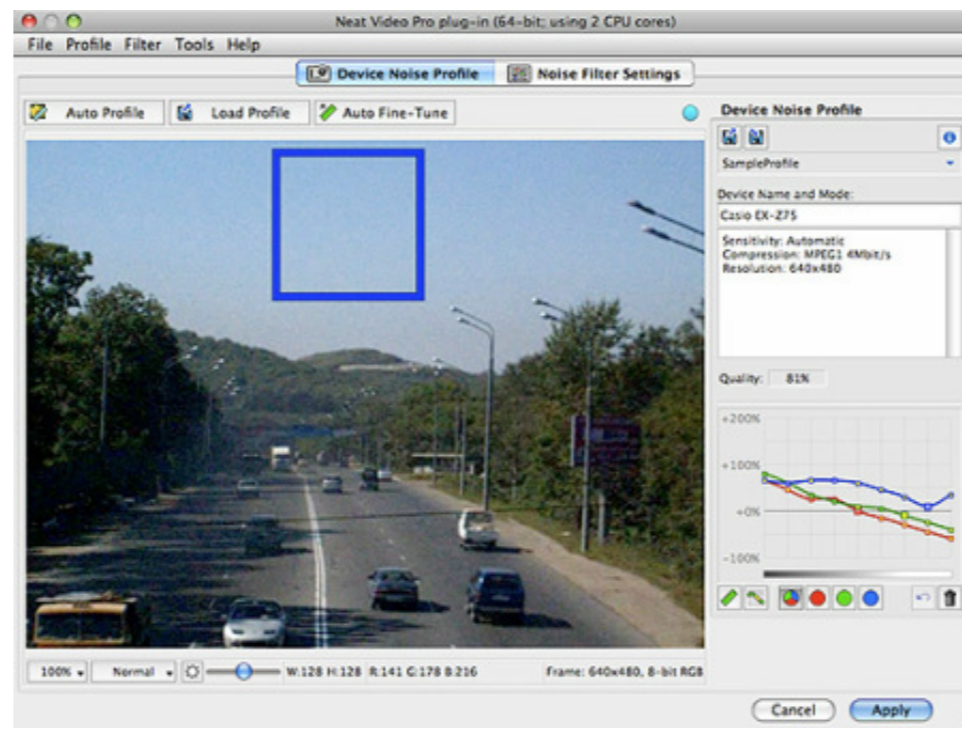 Neat Video Pro plug-in (64-bit; using 2 CPU cores)
File Profile Filter Tools Help
Device Noise Profile Noise Filter Settings
Auto Profile Load Profile Auto Fine-Tune
Device Noise Profile
SampleProfile
Device Name and Mode:
Casio EX-Z75
Sensitivity: Automatic
Compression: MPEG1 4Mbit/s
Resolution: 640x480
Quality: 81%
+200%
+100%
+0%
-100%
100% Normal W:128 H:128 R:141 G:178 B:216 Frame: 640x480, 8-bit RGB
Cancel Apply